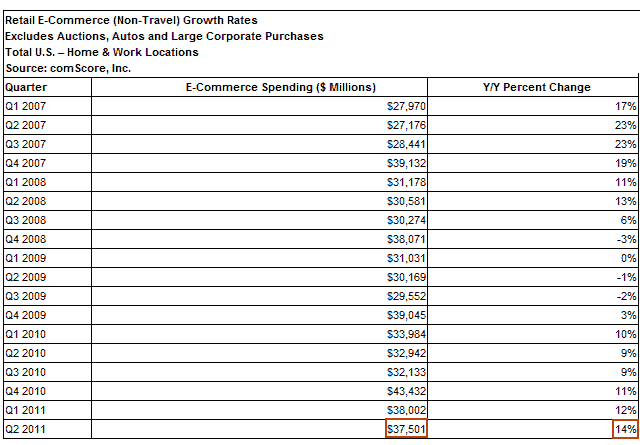 Retail E-Commerce (Non-Travel) Growth Rates
Excludes Auctions, Autos and Large Corporate Purchases
Total U.S. – Home & Work Locations
Source: comScore, Inc.
Quarter E-Commerce Spending ($ Millions) Y/Y Percent Change
Q1 2007 $27,970 17%
Q2 2007 $27,176 23%
Q3 2007 $28,441 23%
Q4 2007 $39,132 19%
Q1 2008 $31,178 11%
Q2 2008 $30,581 13%
Q3 2008 $30,274 6%
Q4 2008 $38,071 -3%
Q1 2009 $31,031 0%
Q2 2009 $30,169 -1%
Q3 2009 $29,552 -2%
Q4 2009 $39,045 3%
Q1 2010 $33,984 10%
Q2 2010 $32,942 9%
Q3 2010 $32,133 9%
Q4 2010 $43,432 11%
Q1 2011 $38,002 12%
Q2 2011 $37,501 14%